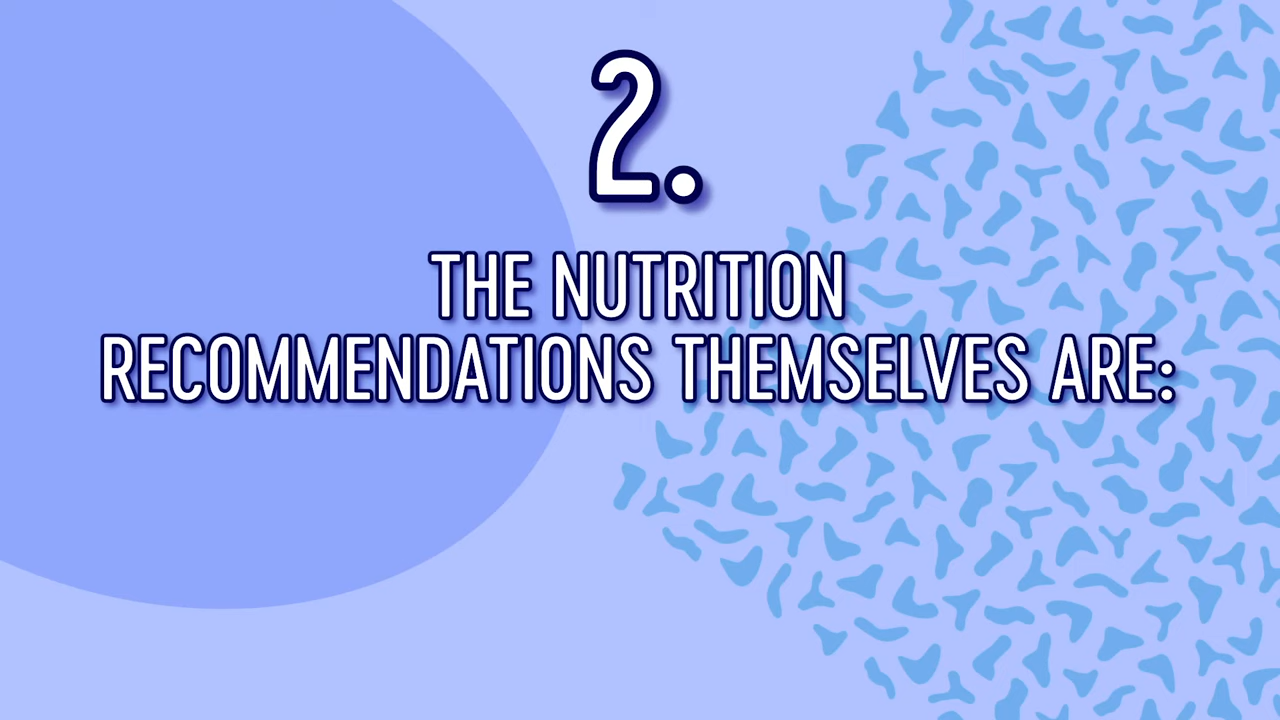 2.
THE NUTRITION
RECOMMENDATIONS THEMSELVES ARE: